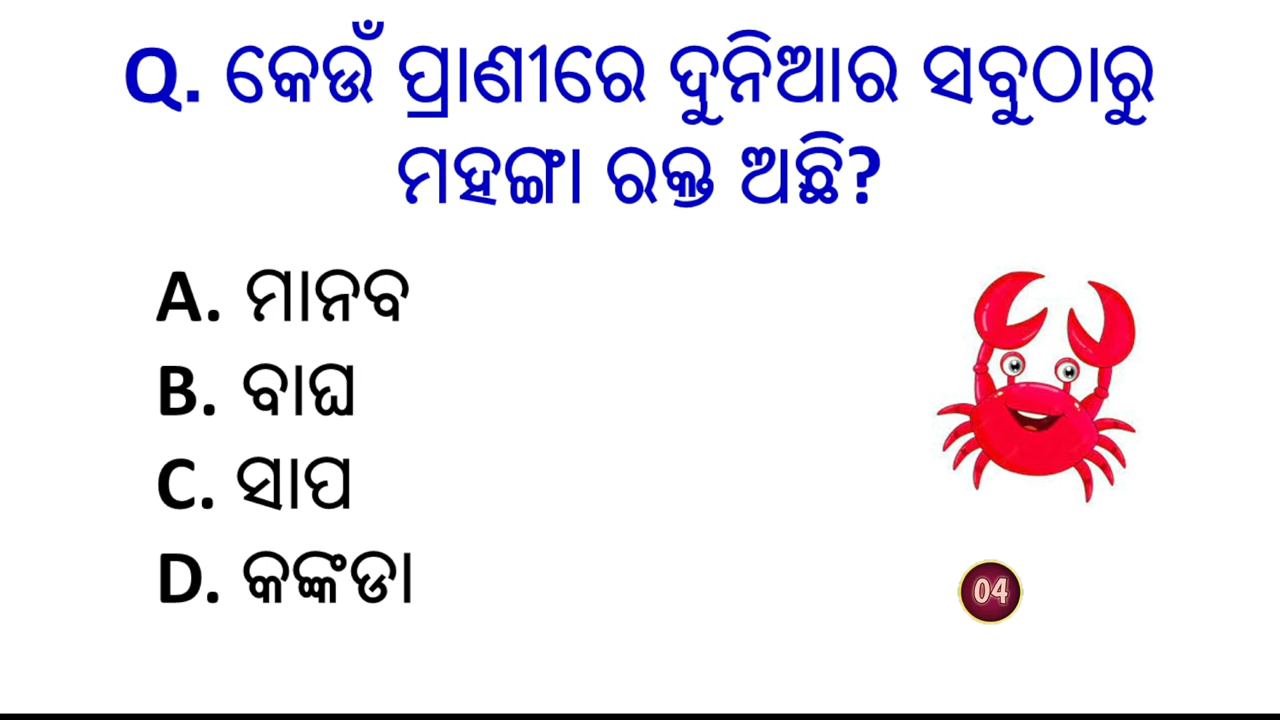 Q. କେଉଁ ପ୍ରାଣୀରେ ଦୁନିଆର ସବୁଠାରୁ
ମହଙ୍ଗା ରକ୍ତ ଅଛି?
A. ମାନବ
B. ବାଘ
C. ସାପ
D. କଙ୍କଡା
04